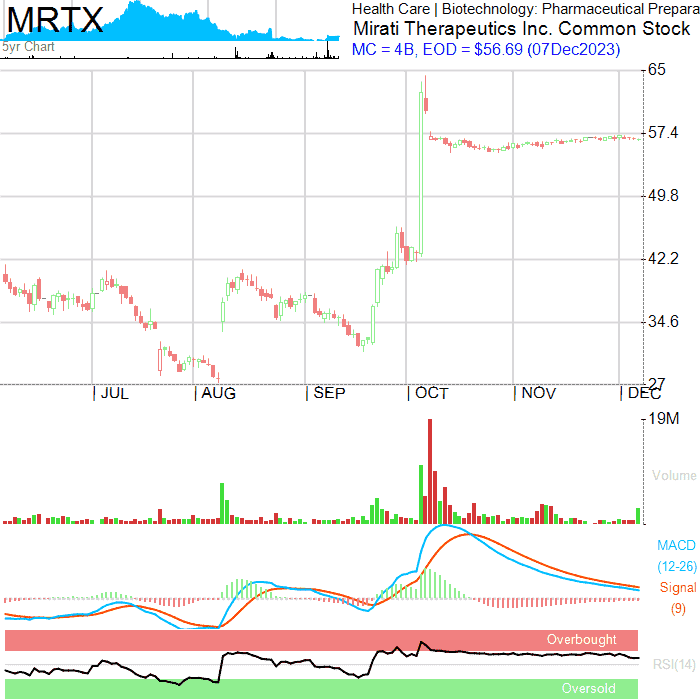 MRTX
5yr Chart
Health Care | Biotechnology: Pharmaceutical Prepara
Mirati Therapeutics Inc. Common Stock
MC = 4B, EOD = $56.69 (07Dec2023)
65
57.4
49.8
42.2
34.6
27
| JUL | AUG | SEP | OCT | NOV | DEC
19M
Volume
MACD
(12-26)
Signal
(9)
Overbought
RSI(14)
Oversold